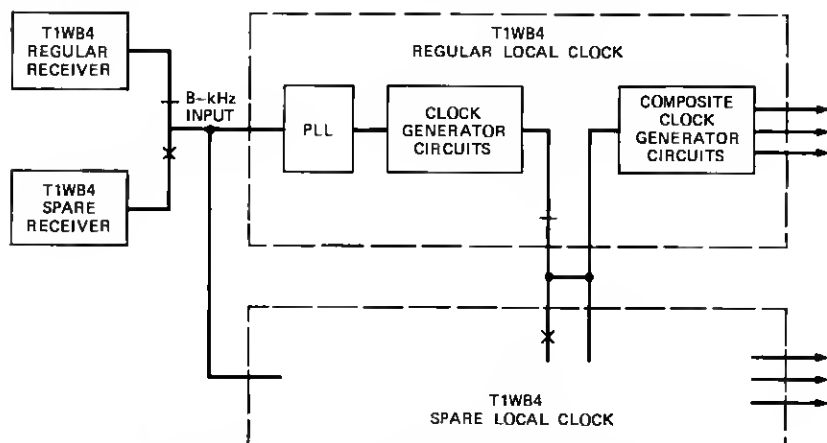 T1WB4
REGULAR
RECEIVER
T1WB4
SPARE
RECEIVER
8-kHz
INPUT
T1WB4
REGULAR LOCAL CLOCK
PLL
CLOCK
GENERATOR
CIRCUITS
COMPOSITE
CLOCK
GENERATOR
CIRCUITS
T1WB4
SPARE LOCAL CLOCK